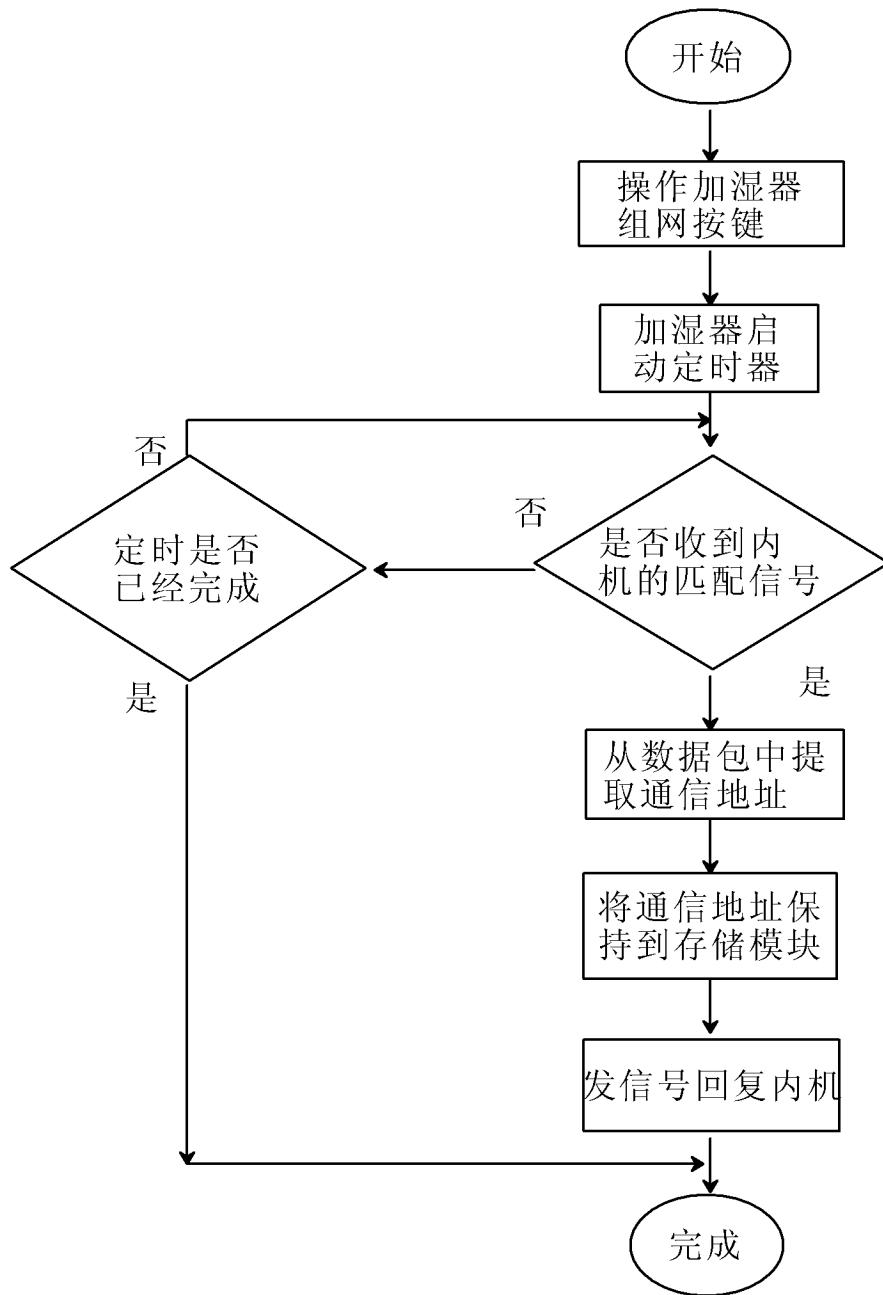 开始
操作加湿器
组网按键
加湿器启
动定时器
否
定时是否
已经完成
是
否
是否收到内
机的匹配信号
是
从数据包中提
取通信地址
将通信地址保
持到存储模块
发信号回复内机
完成